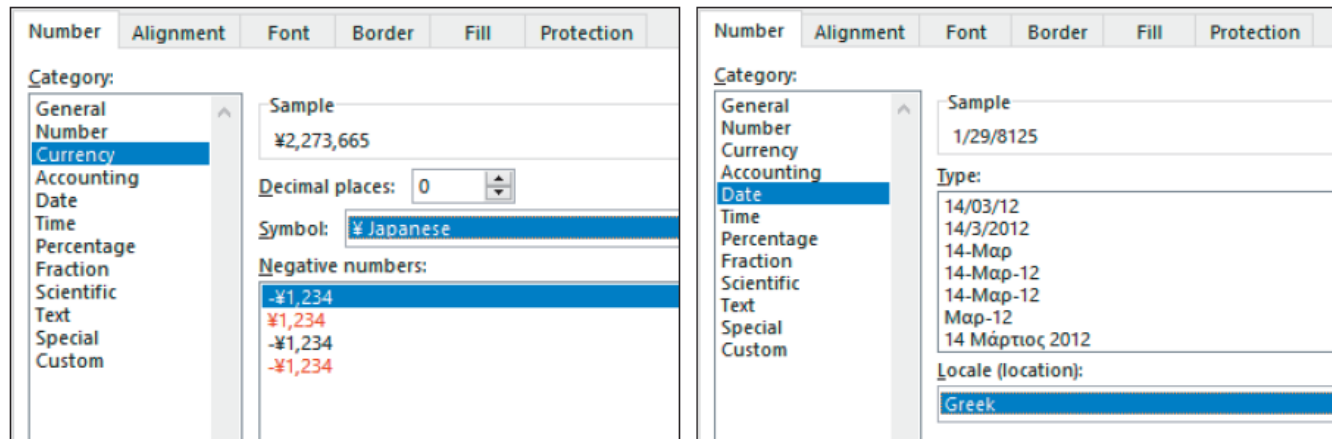 Number Alignment Font Border Fill Protection
Category:
General
Number
Currency
Accounting
Date
Time
Percentage
Fraction
Scientific
Text
Special
Custom
Sample
¥2,273,665
Decimal places: 0
Symbol: ¥ Japanese
Negative numbers:
-¥1,234
¥1,234
-¥1,234
-¥1,234
Number Alignment Font Border Fill Protection
Category:
General
Number
Currency
Accounting
Date
Time
Percentage
Fraction
Scientific
Text
Special
Custom
Sample
1/29/8125
Type:
14/03/12
14/3/2012
14-Μαρ
14-Μαρ-12
14-Μαρ-12
Μαρ-12
14 Μάρτιος 2012
Locale (location):
Greek